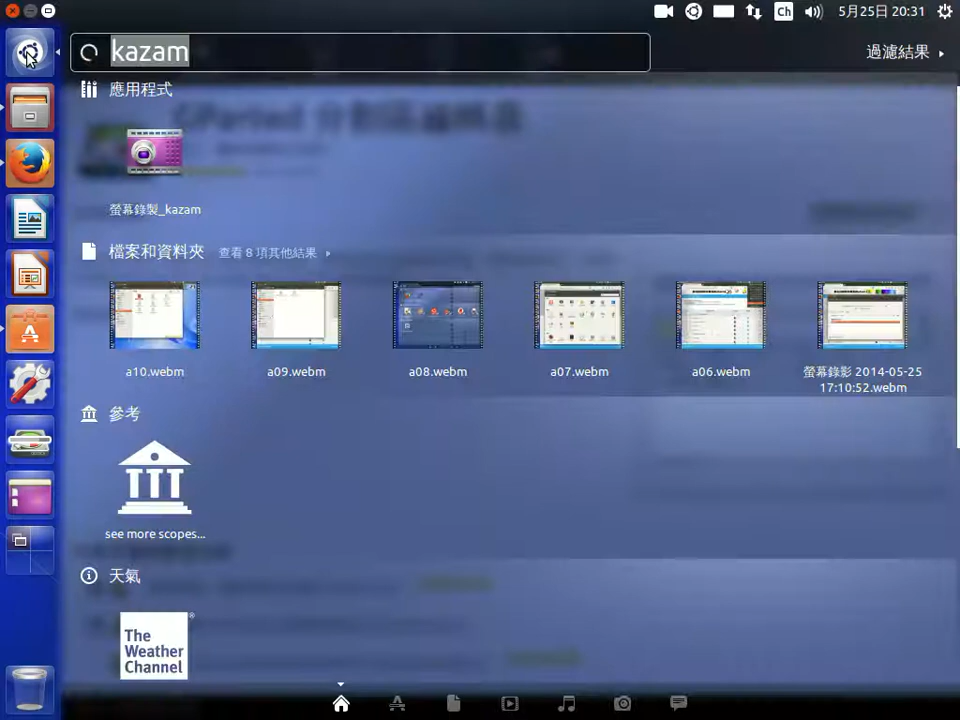 Ch
5月25日 20:31
kazam
過濾結果
應用程式
螢幕錄製_kazam
檔案和資料夾
查看 8 項其他結果
a10.webm
a09.webm
a08.webm
a07.webm
a06.webm
螢幕錄影 2014-05-25
17:10:52.webm
參考
see more scopes...
天氣
The
Weather
Channel